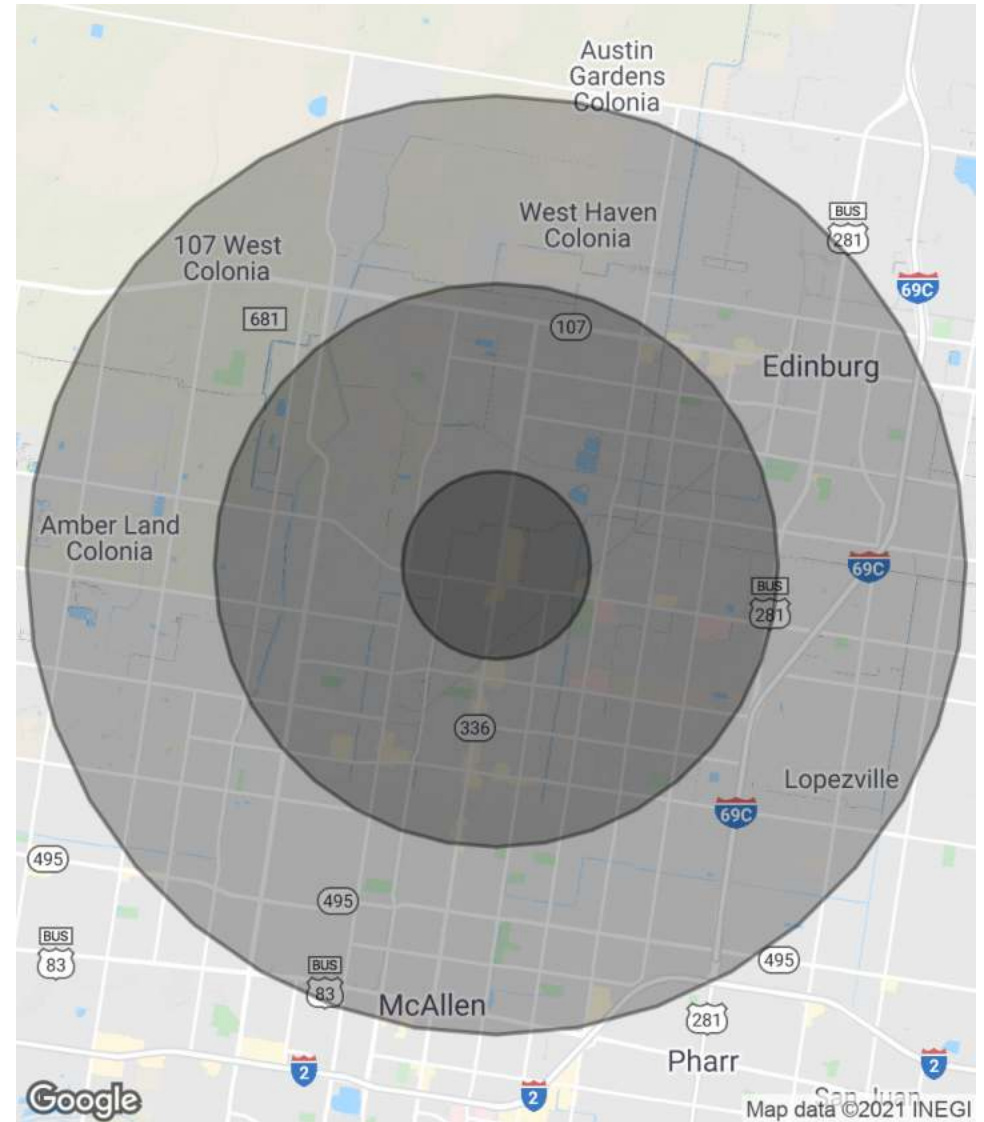 Austin
Gardens
Colonia
West Haven
Colonia
BUS
281
107 West
Colonia
69C
681
107
Edinburg
Amber Land
Colonia
69C
BUS
281
336
Lopezville
69C
495
495
BUS
83
495
BUS
83
McAllen
281
Pharr
2
2
2
San Juan
Google
Map data ©2021 INEGI